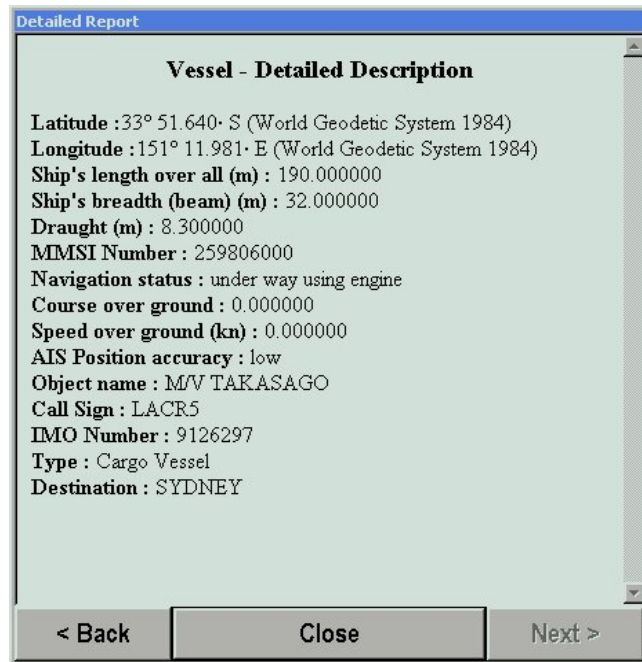 Detailed Report
Vessel - Detailed Description
Latitude :33° 51.640· S (World Geodetic System 1984)
Longitude :151° 11.981· E (World Geodetic System 1984)
Ship's length over all (m) : 190.000000
Ship's breadth (beam) (m) : 32.000000
Draught (m) : 8.300000
MMSI Number : 259806000
Navigation status : under way using engine
Course over ground : 0.000000
Speed over ground (kn) : 0.000000
AIS Position accuracy : low
Object name : M/V TAKASAGO
Call Sign : LACR5
IMO Number : 9126297
Type : Cargo Vessel
Destination : SYDNEY
< Back Close Next >